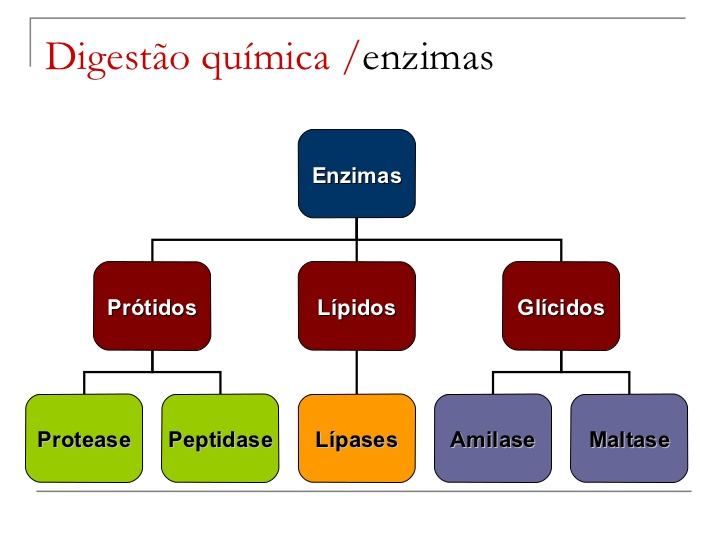 Digestão química /enzimas
Enzimas
Prótidos
Lípidos
Glícidos
Protease
Peptidase
Lípases
Amilase
Maltase